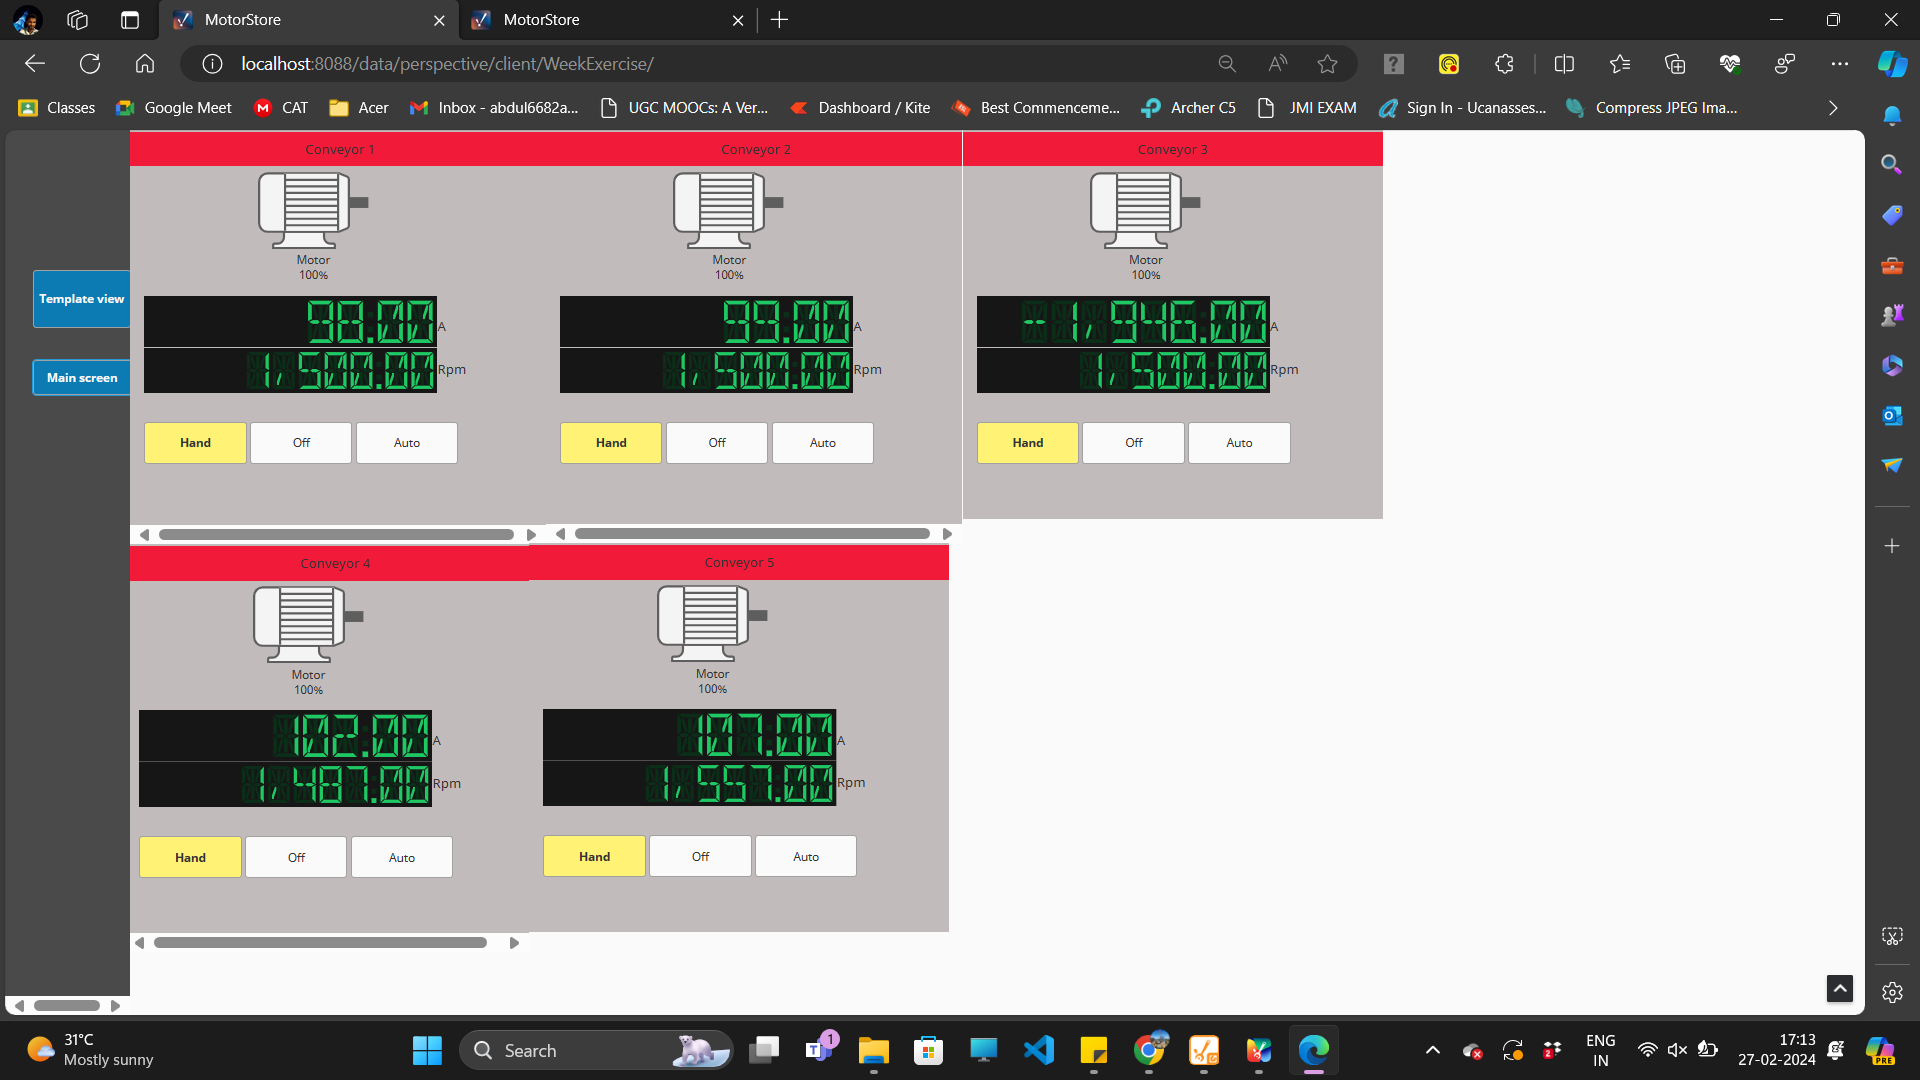 MotorStore
MotorStore
localhost:8088/data/perspective/client/WeekExercise/
Classes
Google Meet
CAT
Acer
Inbox - abdul6682a...
UGC MOOCs: A Ver...
Dashboard / Kite
Best Commenceme...
Archer C5
JMI EXAM
Sign In - Ucanasses...
Compress JPEG Ima...
Template view
Main screen
Conveyor 1
Motor
100%
98.00 A
1,500.00 Rpm
Hand Off Auto
Conveyor 2
Motor
100%
99.00 A
1,500.00 Rpm
Hand Off Auto
Conveyor 3
Motor
100%
-1,946.00 A
1,500.00 Rpm
Hand Off Auto
Conveyor 4
Motor
100%
102.00 A
1,487.00 Rpm
Hand Off Auto
Conveyor 5
Motor
100%
107.00 A
1,557.00 Rpm
Hand Off Auto
31°C
Mostly sunny
Search
1
ENG
IN
17:13
27-02-2024
PRE